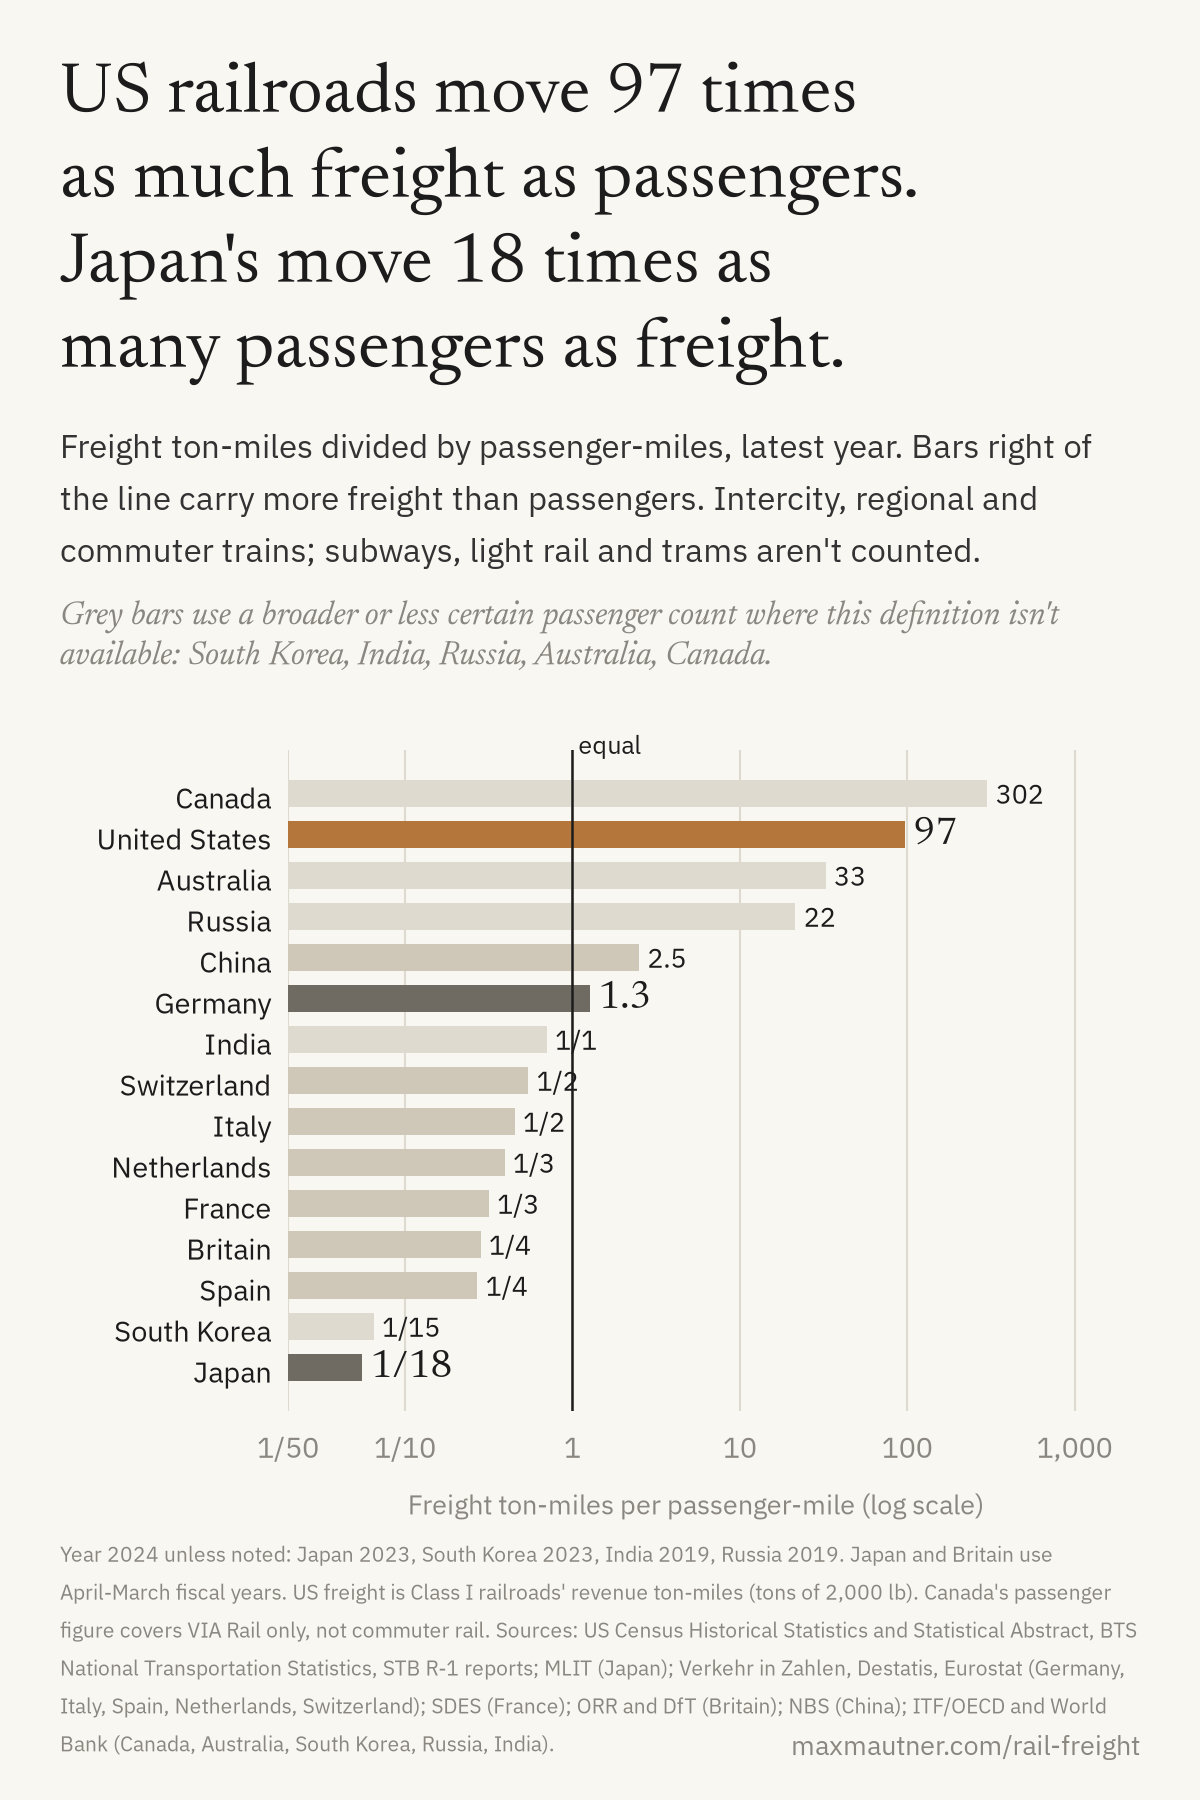 US railroads move 97 times
as much freight as passengers.
Japan's move 18 times as
many passengers as freight.
Freight ton-miles divided by passenger-miles, latest year. Bars right of
the line carry more freight than passengers. Intercity, regional and
commuter trains; subways, light rail and trams aren't counted.
Grey bars use a broader or less certain passenger count where this definition isn't
available: South Korea, India, Russia, Australia, Canada.
equal
Canada 302
United States 97
Australia 33
Russia 22
China 2.5
Germany 1.3
India 1/1
Switzerland 1/2
Italy 1/2
Netherlands 1/3
France 1/3
Britain 1/4
Spain 1/4
South Korea 1/15
Japan 1/18
1/50 1/10 1 10 100 1,000
Freight ton-miles per passenger-mile (log scale)
Year 2024 unless noted: Japan 2023, South Korea 2023, India 2019, Russia 2019. Japan and Britain use
April-March fiscal years. US freight is Class I railroads' revenue ton-miles (tons of 2,000 lb). Canada's passenger
figure covers VIA Rail only, not commuter rail. Sources: US Census Historical Statistics and Statistical Abstract, BTS
National Transportation Statistics, STB R-1 reports; MLIT (Japan); Verkehr in Zahlen, Destatis, Eurostat (Germany,
Italy, Spain, Netherlands, Switzerland); SDES (France); ORR and DfT (Britain); NBS (China); ITF/OECD and World
Bank (Canada, Australia, South Korea, Russia, India).
maxmautner.com/rail-freight